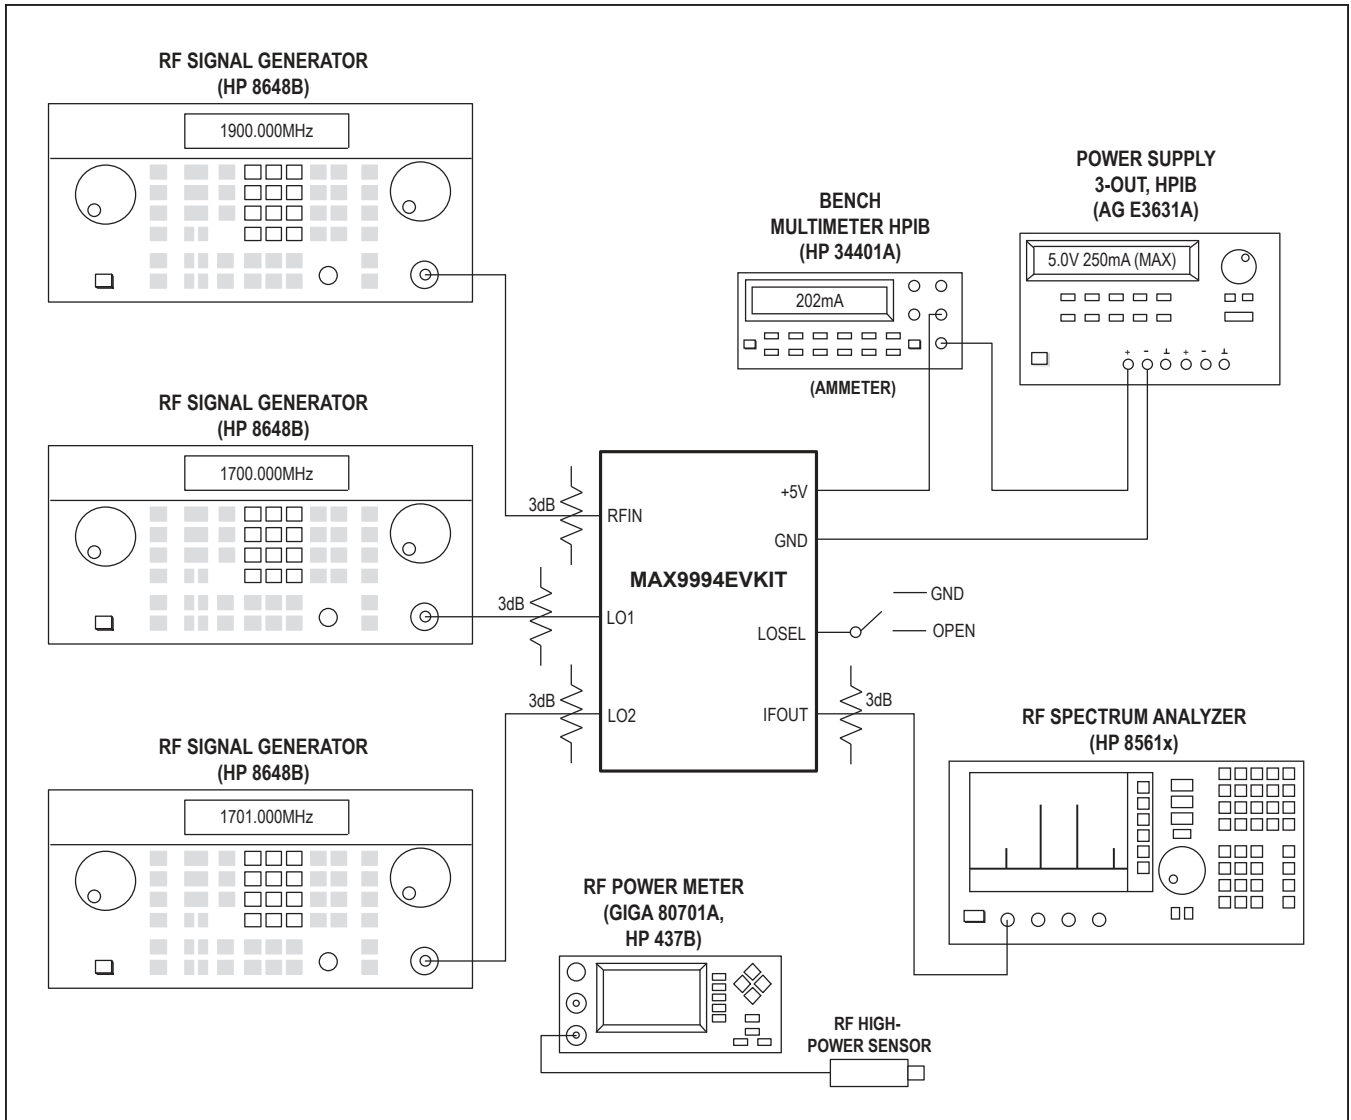 RF SIGNAL GENERATOR
(HP 8648B)
1900.000MHz
POWER SUPPLY
3-OUT, HPIB
(AG E3631A)
5.0V 250mA (MAX)
+ - ⊥ + - ⊥
BENCH
MULTIMETER HPIB
(HP 34401A)
202mA
(AMMETER)
RF SIGNAL GENERATOR
(HP 8648B)
1700.000MHz
3dB
RFIN
+5V
GND
MAX9994EVKIT
3dB
LO1
LOSEL
GND
OPEN
3dB
LO2
IFOUT
3dB
RF SPECTRUM ANALYZER
(HP 8561x)
RF SIGNAL GENERATOR
(HP 8648B)
1701.000MHz
RF POWER METER
(GIGA 80701A,
HP 437B)
RF HIGH-
POWER SENSOR